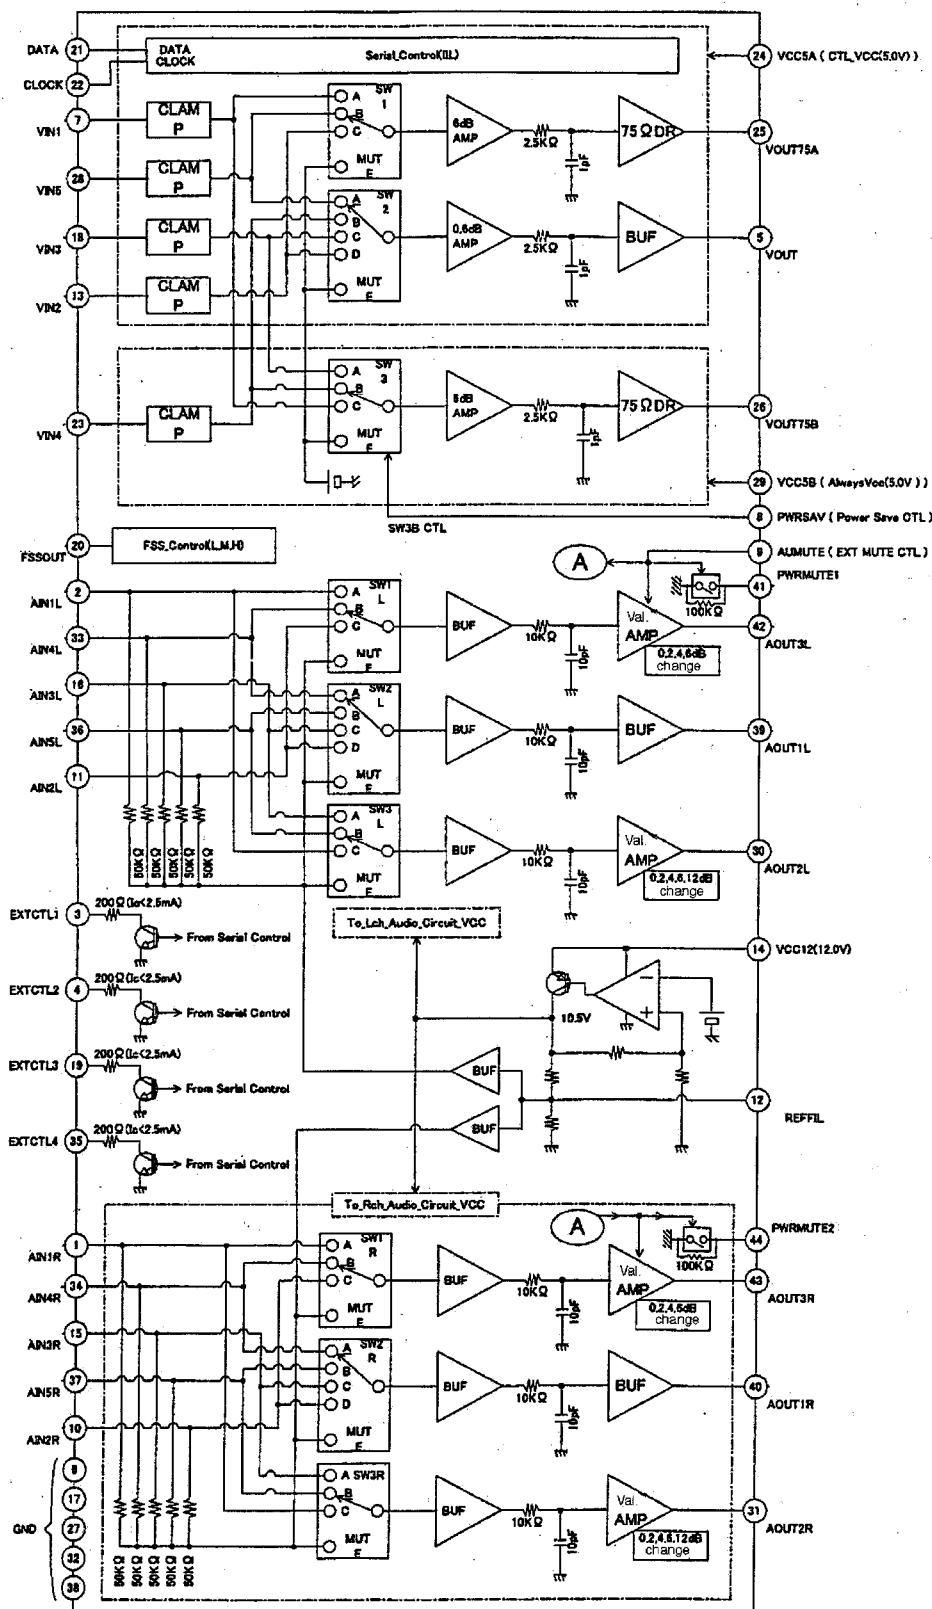 DATA 21 DATA Serial_Control(IIL) 24 VCC5A ( CTL_VCC(5.0V) )
CLOCK 22 CLOCK
VIN1 7 CLAM P
SW 1 A B C MUT E
6dB AMP 2.5KΩ 1pF 75ΩDR 25 VOUT75A
VIN5 28 CLAM P
SW 2 A B C D MUT E
VIN3 18 CLAM P
0,6dB AMP 2.5KΩ 1pF BUF 5 VOUT
VIN2 13 CLAM P
SW 3 A B C MUT E
VIN4 23 CLAM P
6dB AMP 2.5KΩ 1pF 75ΩDR 26 VOUT75B
29 VCC5B ( AlwaysVcc(5.0V ))
SW3B CTL
8 PWRSAV ( Power Save CTL)
FSSOUT 20 FSS_Control(L,M,H)
A 9 AUMUTE ( EXT MUTE CTL)
PWRMUTE1 41
100KΩ
AIN1L 2
SW1 L A B C MUT E
BUF 10KΩ 10pF Val. AMP 42 AOUT3L
0,2,4,6dB change
AIN4L 33
AIN3L 16
SW2 L A B C D MUT E
AIN5L 36
BUF 10KΩ 10pF BUF 39 AOUT1L
AIN2L 11
SW3 L A B C MUT E
BUF 10KΩ 10pF Val. AMP 30 AOUT2L
0,2,4,6,12dB change
50KΩ 50KΩ 50KΩ 50KΩ 50KΩ
EXTCTL1 3 200Ω(Ic<2.5mA)
From Serial Control
To_Lch_Audio_Circuit_VCC
14 VCC12(12.0V)
EXTCTL2 4 200Ω(Ic<2.5mA)
From Serial Control
10.5V
− +
EXTCTL3 19 200Ω(Ic<2.5mA)
From Serial Control
BUF
12 REFFIL
BUF
EXTCTL4 35 200Ω(Ic<2.5mA)
From Serial Control
To_Rch_Audio_Circuit_VCC
A PWRMUTE2 44
100KΩ
AIN1R 1
SW1 R A B C MUT E
BUF 10KΩ 10pF Val. AMP 43 AOUT3R
0,2,4,6dB change
AIN4R 34
AIN3R 15
SW2 R A B C D MUT E
AIN5R 37
BUF 10KΩ 10pF BUF 40 AOUT1R
AIN2R 10
SW3R A B C MUT E
BUF 10KΩ 10pF Val. AMP 31 AOUT2R
0,2,4,6,12dB change
GND
17
27
32
38
50KΩ 50KΩ 50KΩ 50KΩ 50KΩ